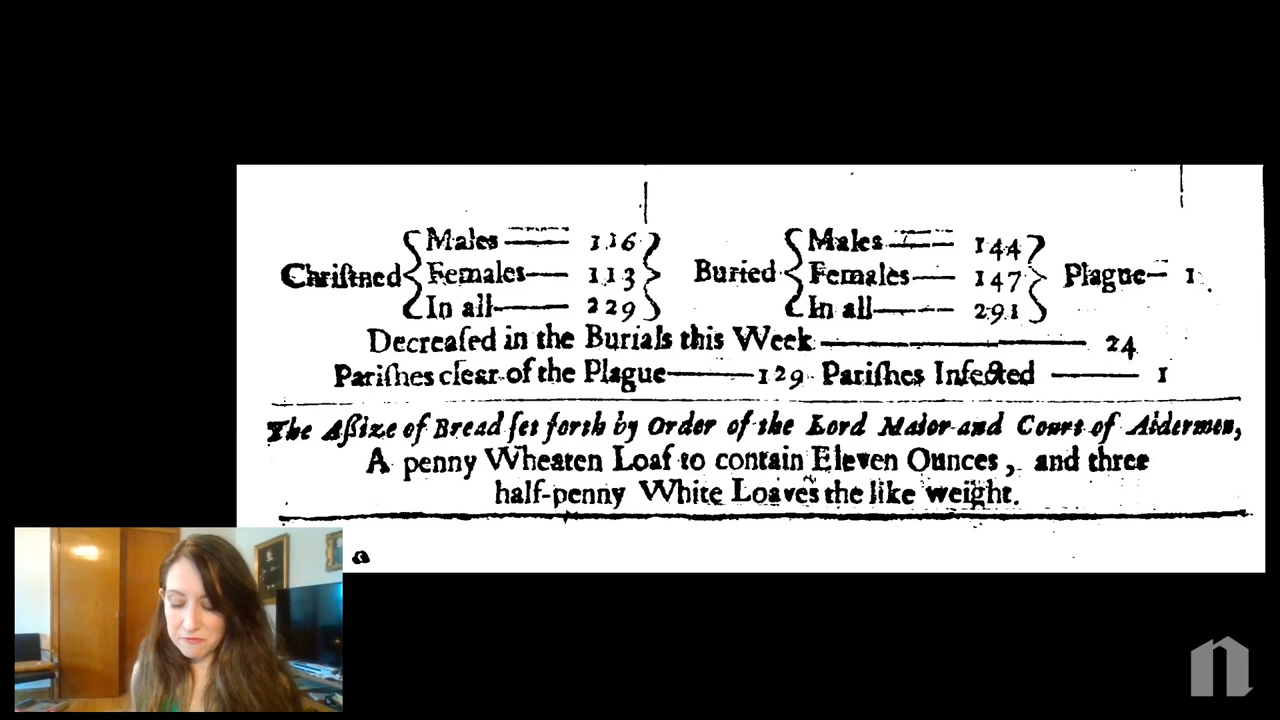 Males 116
Christned Females 113
In all 229
Males 144
Buried Females 147 Plague 1
In all 291
Decreased in the Burials this Week 24
Parishes clear of the Plague 129 Parishes Infected 1
The Assize of Bread set forth by Order of the Lord Maior and Court of Aldermen,
A penny Wheaten Loaf to contain Eleven Ounces, and three
half-penny White Loaves the like weight.
n